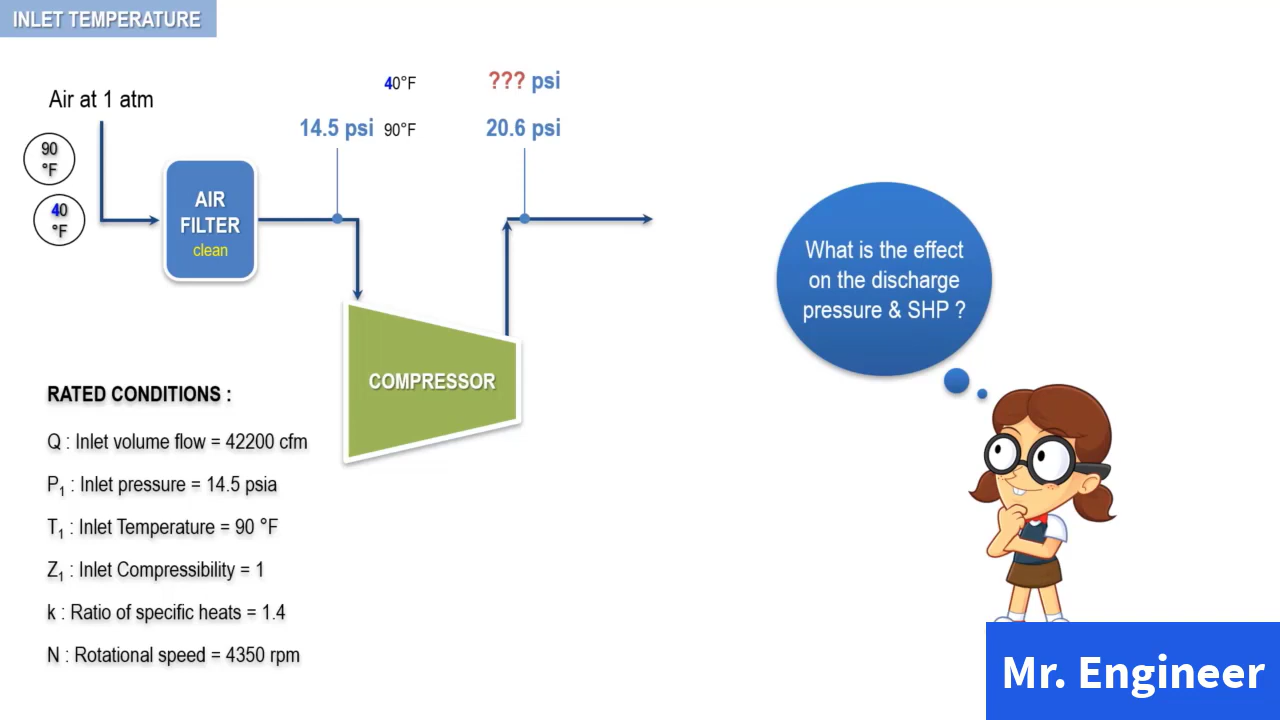 INLET TEMPERATURE
Air at 1 atm
90
°F
40
°F
AIR
FILTER
clean
40°F
??? psi
14.5 psi 90°F
20.6 psi
COMPRESSOR
What is the effect
on the discharge
pressure & SHP ?
RATED CONDITIONS :
Q : Inlet volume flow = 42200 cfm
P1 : Inlet pressure = 14.5 psia
T1 : Inlet Temperature = 90 °F
Z1 : Inlet Compressibility = 1
k : Ratio of specific heats = 1.4
N : Rotational speed = 4350 rpm
Mr. Engineer